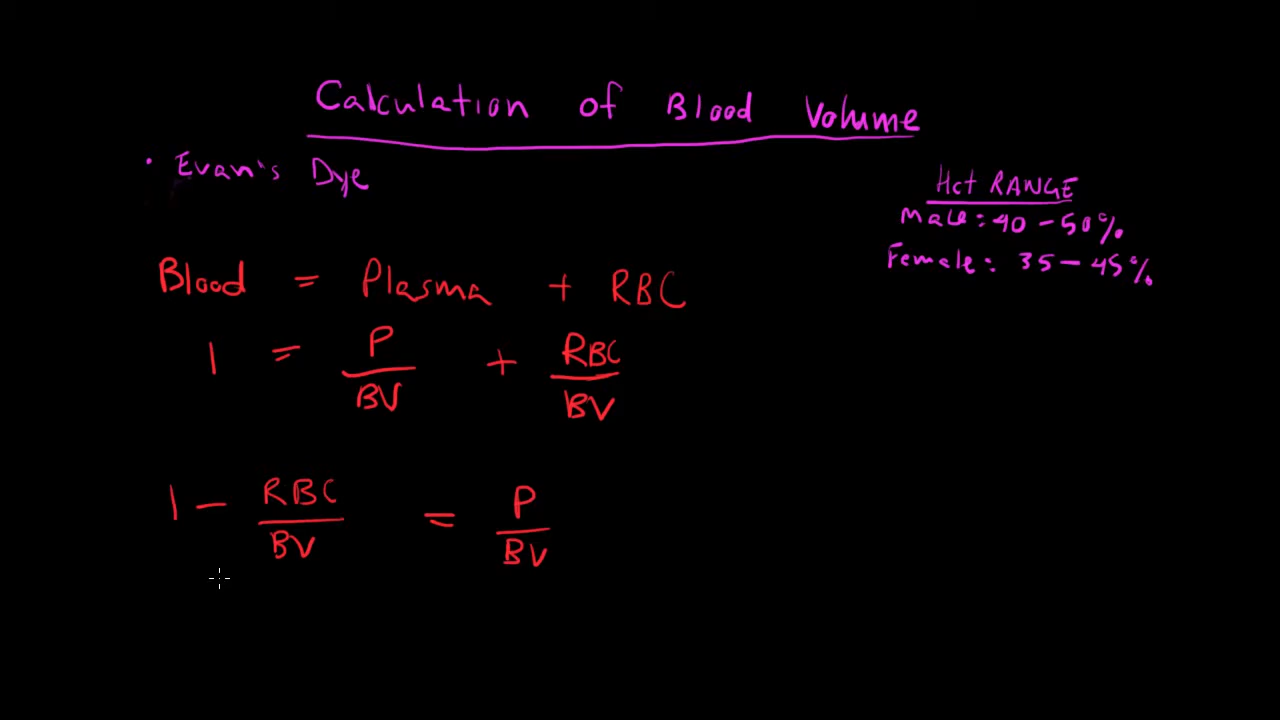 Calculation of Blood Volume
• Evan's Dye
Hct RANGE
Male: 40 - 50%
Female: 35 - 45%
Blood = Plasma + RBC
1 = P/BV + RBC/BV
1 - RBC/BV = P/BV